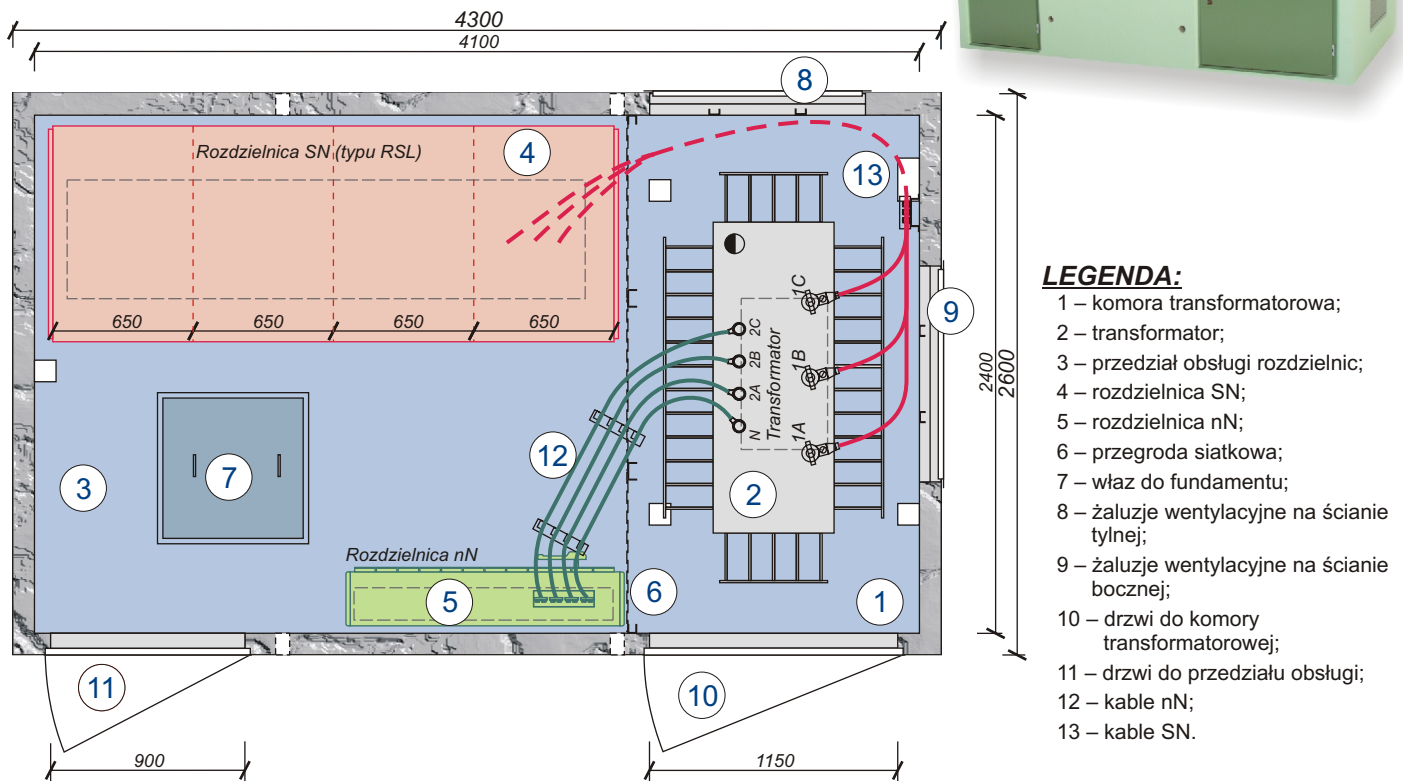 4300
4100
8
Rozdzielnica SN (typu RSL)
4
13
650
650
650
650
9
2400
2600
1C
1B
1A
2C
2B
2A
N
Transformator
12
3
7
2
Rozdzielnica nN
5
6
1
11
10
900
1150
LEGENDA:
1 – komora transformatorowa;
2 – transformator;
3 – przedział obsługi rozdzielnic;
4 – rozdzielnica SN;
5 – rozdzielnica nN;
6 – przegroda siatkowa;
7 – właz do fundamentu;
8 – żaluzje wentylacyjne na ścianie
tylnej;
9 – żaluzje wentylacyjne na ścianie
bocznej;
10 – drzwi do komory
transformatorowej;
11 – drzwi do przedziału obsługi;
12 – kable nN;
13 – kable SN.